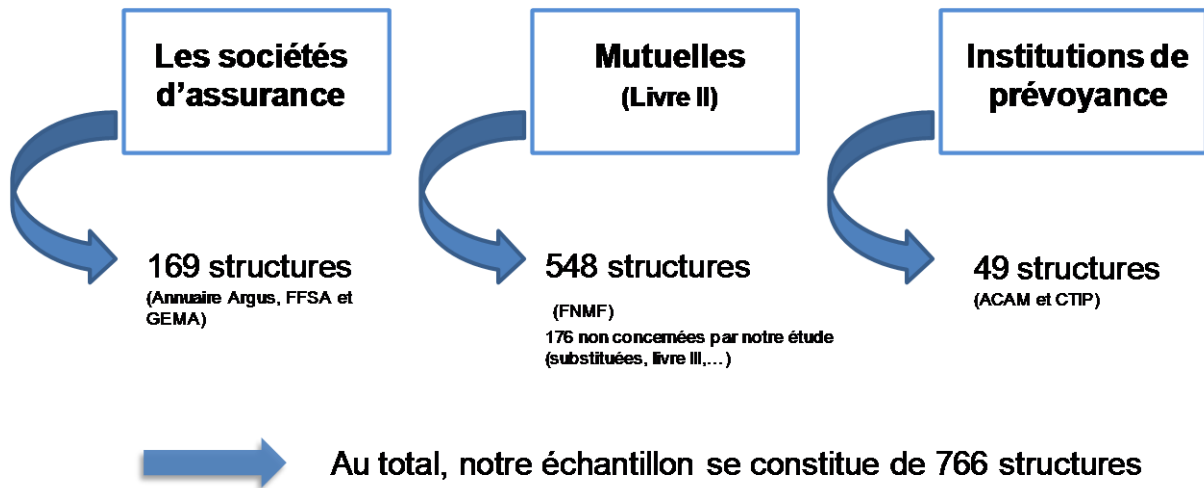 Les sociétés
d'assurance
169 structures
(Annuaire Argus, FFSA et
GEMA)
Mutuelles
(Livre II)
548 structures
(FNMF)
176 non concernées par notre étude
(substituées, livre III,…)
Institutions de
prévoyance
49 structures
(ACAM et CTIP)
Au total, notre échantillon se constitue de 766 structures